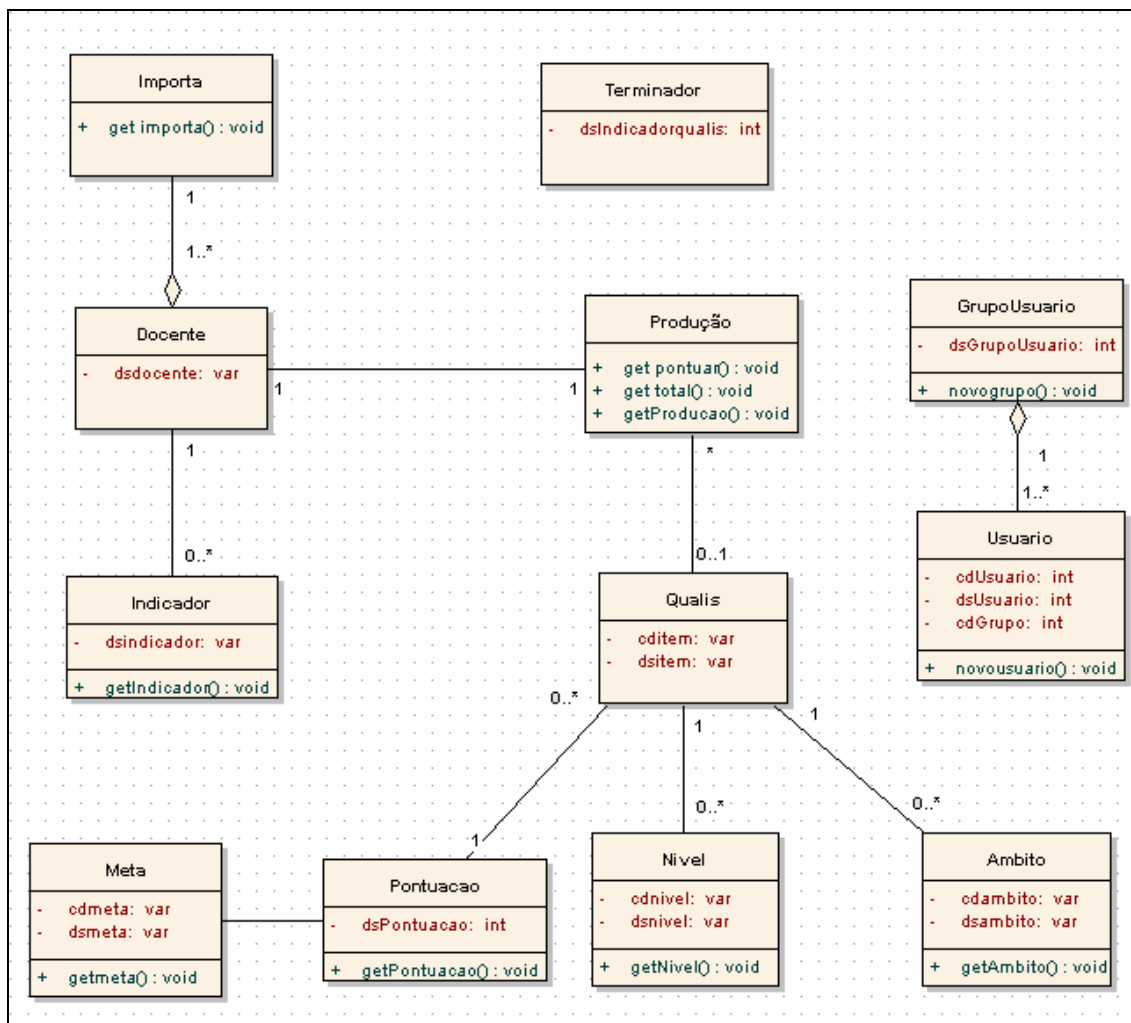 Importa
+ get importa() : void
Terminador
- dsIndicadorqualis: int
1
1..*
Docente
- dsdocente: var
1
1
Produção
+ get pontuar() : void
+ get total() : void
+ getProducao() : void
GrupoUsuario
- dsGrupoUsuario: int
+ novogrupo() : void
1
*
1
1..*
0..*
0..1
Usuario
- cdUsuario: int
- dsUsuario: int
- cdGrupo: int
+ novousuario() : void
Indicador
- dsindicador: var
+ getIndicador() : void
Qualis
- cditem: var
- dsitem: var
0..*
1
1
1
0..*
0..*
Meta
- cdmeta: var
- dsmeta: var
+ getmeta() : void
Pontuacao
- dsPontuacao: int
+ getPontuacao() : void
Nivel
- cdnivel: var
- dsnivel: var
+ getNivel() : void
Ambito
- cdambito: var
- dsambito: var
+ getAmbito() : void